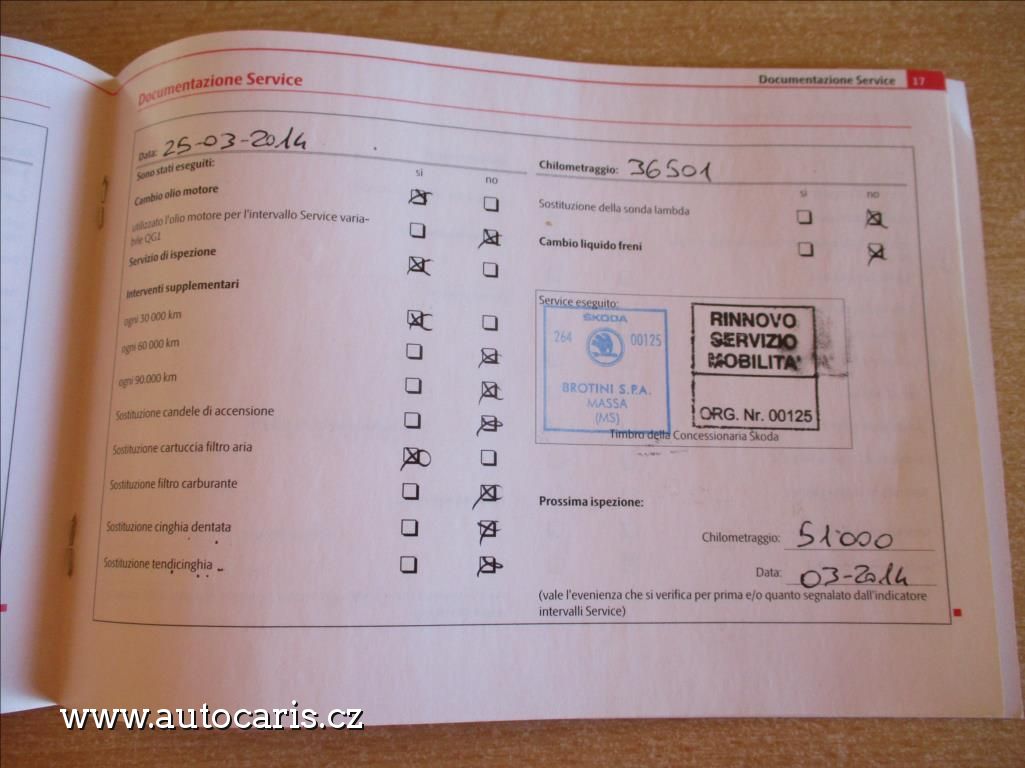 Documentazione Service
Documentazione Service 17
Data: 25-03-2014
Sono stati eseguiti:
sì no
Cambio olio motore
utilizzato l'olio motore per l'intervallo Service varia-
bile QG1
Servizio di ispezione
Interventi supplementari
ogni 30 000 km
ogni 60 000 km
ogni 90.000 km
Sostituzione candele di accensione
Sostituzione cartuccia filtro aria
Sostituzione filtro carburante
Sostituzione cinghia dentata
Sostituzione tendicinghia
Chilometraggio: 36501
sì no
Sostituzione della sonda lambda
Cambio liquido freni
Service eseguito:
ŠKODA
264 00125
BROTINI S.P.A.
MASSA
(MS)
RINNOVO
SERVIZIO
MOBILITA'
ORG. Nr. 00125
Timbro della Concessionaria Škoda
Prossima ispezione:
Chilometraggio: 51000
Data: 03-2014
(vale l'evenienza che si verifica per prima e/o quanto segnalato dall'indicatore
intervalli Service)
www.autocaris.cz